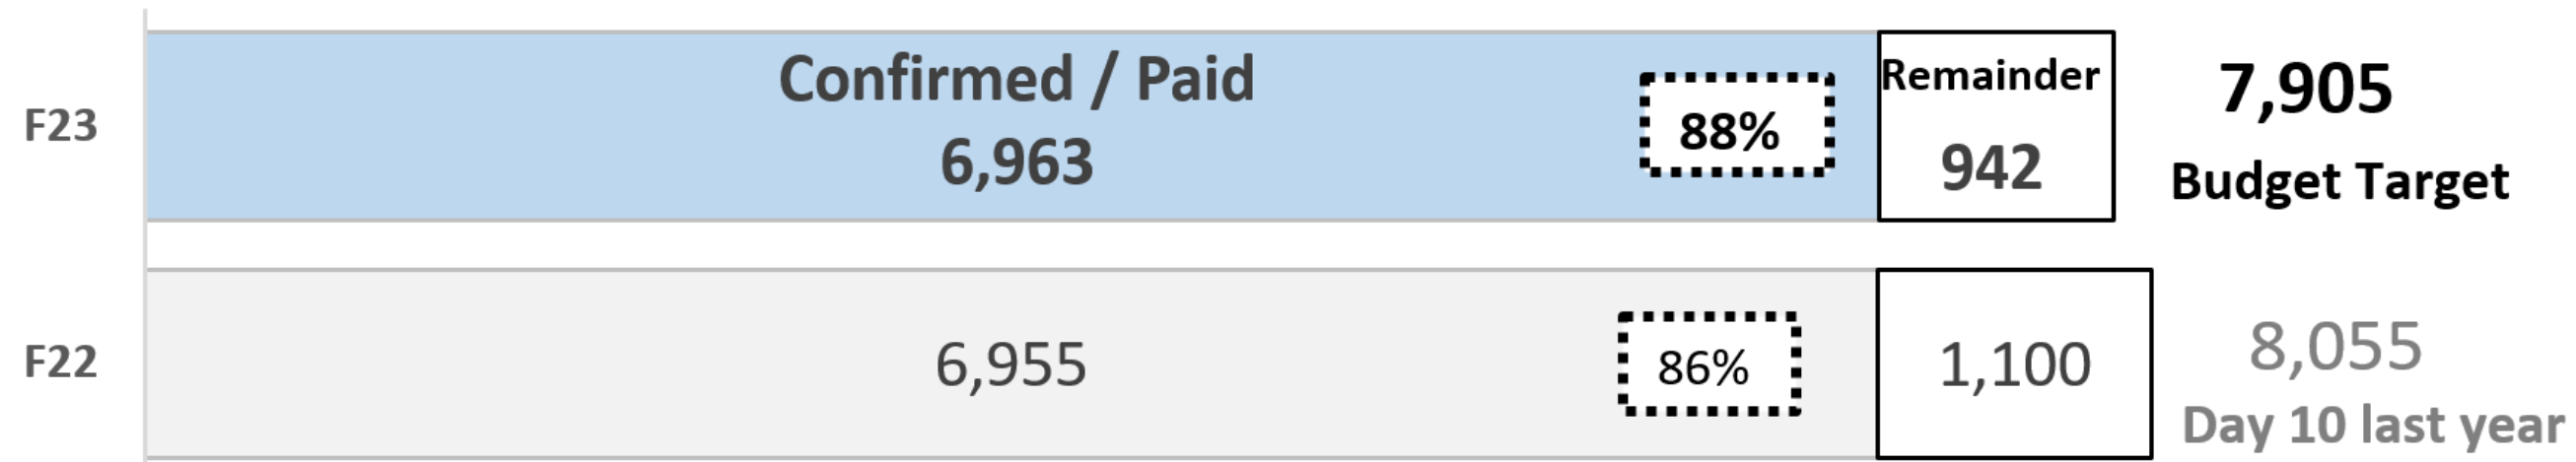 F23
Confirmed / Paid
6,963
88%
Remainder
942
7,905
Budget Target
F22
6,955
86%
1,100
8,055
Day 10 last year